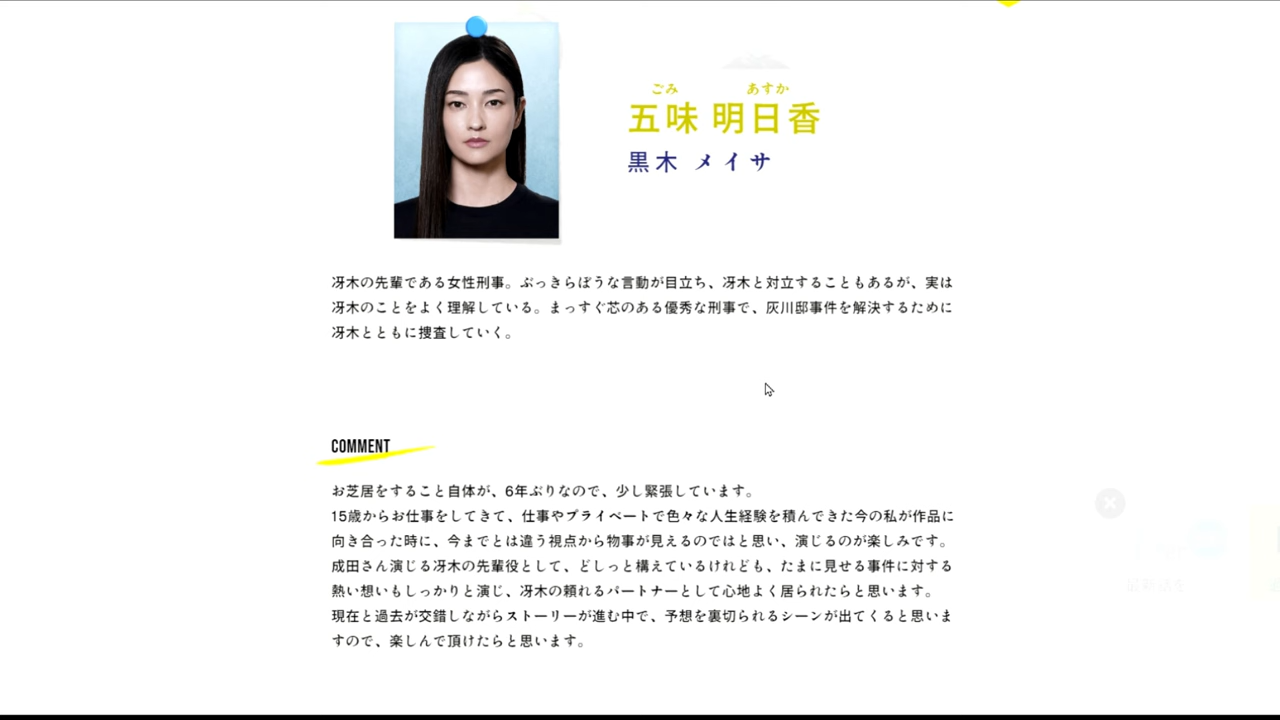 ごみ あすか
五味 明日香
黒木 メイサ
冴木の先輩である女性刑事。ぶっきらぼうな言動が目立ち、冴木と対立することもあるが、実は
冴木のことをよく理解している。まっすぐ芯のある優秀な刑事で、灰川邸事件を解決するために
冴木とともに捜査していく。
COMMENT
お芝居をすること自体が、6年ぶりなので、少し緊張しています。
15歳からお仕事をしてきて、仕事やプライベートで色々な人生経験を積んできた今の私が作品に
向き合った時に、今までとは違う視点から物事が見えるのではと思い、演じるのが楽しみです。
成田さん演じる冴木の先輩役として、どしっと構えているけれども、たまに見せる事件に対する
熱い想いもしっかりと演じ、冴木の頼れるパートナーとして心地よく居られたらと思います。
現在と過去が交錯しながらストーリーが進む中で、予想を裏切られるシーンが出てくると思いま
すので、楽しんで頂けたらと思います。